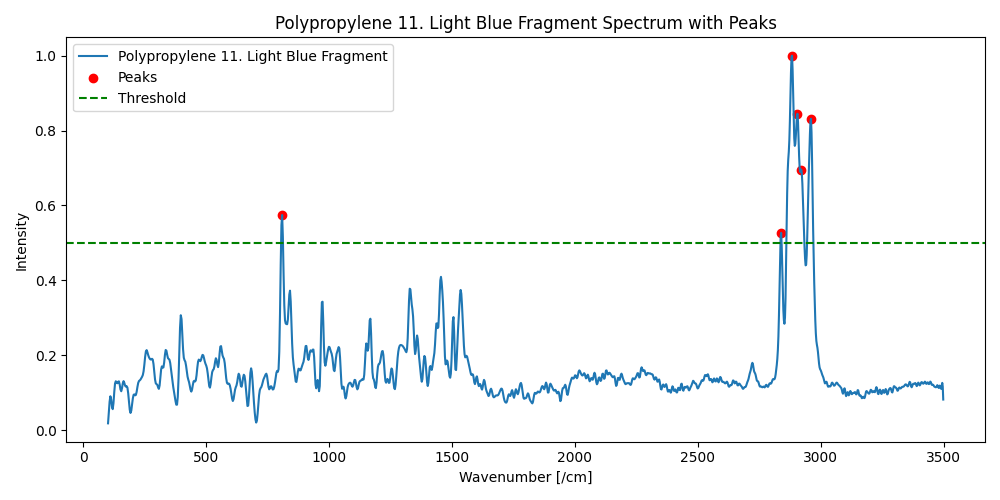 Polypropylene 11. Light Blue Fragment Spectrum with Peaks
Polypropylene 11. Light Blue Fragment
Peaks
Threshold
1.0
0.8
0.6
0.4
0.2
0.0
Intensity
0 500 1000 1500 2000 2500 3000 3500
Wavenumber [/cm]